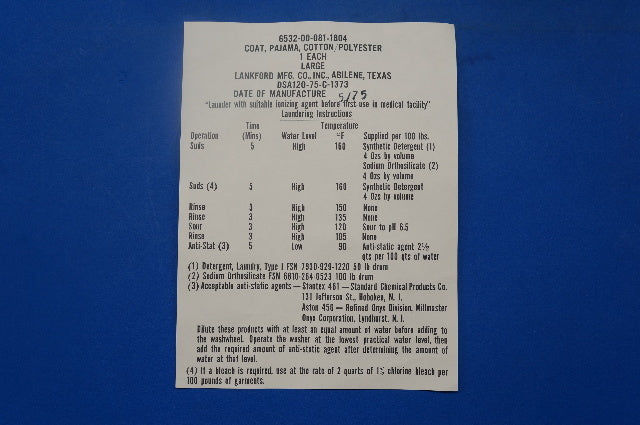 6532-00-081-1804
COAT, PAJAMA, COTTON/POLYESTER
1 EACH
LARGE
LANKFORD MFG. CO., INC., ABILENE, TEXAS
DSA120-75-C-1373
DATE OF MANUFACTURE 5/75
"Launder with suitable ionizing agent before first use in medical facility"
Laundering Instructions
Time Temperature
Operation (Mins) Water Level °F Supplied per 100 lbs.
Suds 5 High 160 Synthetic Detergent (1)
4 Ozs by volume
Sodium Orthosilicate (2)
4 Ozs by volume
Suds (4) 5 High 160 Synthetic Detergent
4 Ozs by volume
Rinse 3 High 150 None
Rinse 3 High 135 None
Sour 3 High 120 Sour to pH 6.5
Rinse 3 High 105 None
Anti-Stat (3) 5 Low 90 Anti-static agent 2½
qts per 100 qts of water
(1) Detergent, Laundry, Type I FSN 7930-929-1220 50 lb drum
(2) Sodium Orthosilicate FSN 6810-264-6523 100 lb drum
(3) Acceptable anti-static agents — Stantex 461 — Standard Chemical Products Co.
131 Jefferson St., Hoboken, N. J.
Aston 450 — Refined Onyx Division, Millmaster
Onyx Corporation, Lyndhurst, N. J.
Dilute these products with at least an equal amount of water before adding to
the washwheel. Operate the washer at the lowest practical water level, then
add the required amount of anti-static agent after determining the amount of
water at that level.
(4) If a bleach is required, use at the rate of 2 quarts of 1% chlorine bleach per
100 pounds of garments.